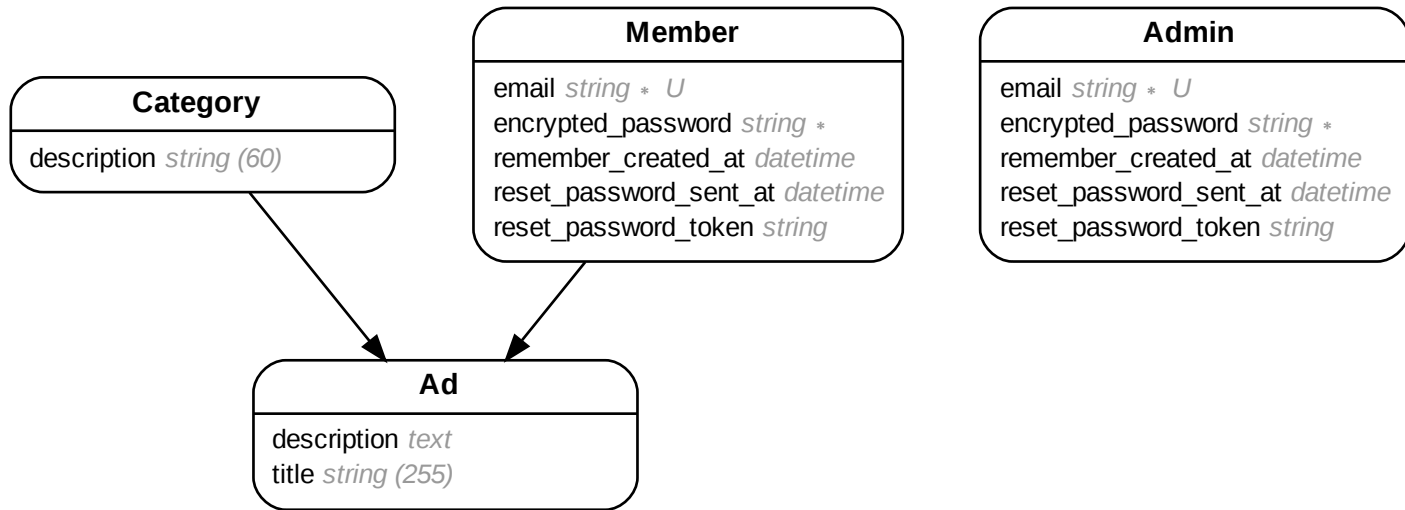 Category
description string (60)
Member
email string * U
encrypted_password string *
remember_created_at datetime
reset_password_sent_at datetime
reset_password_token string
Admin
email string * U
encrypted_password string *
remember_created_at datetime
reset_password_sent_at datetime
reset_password_token string
Ad
description text
title string (255)